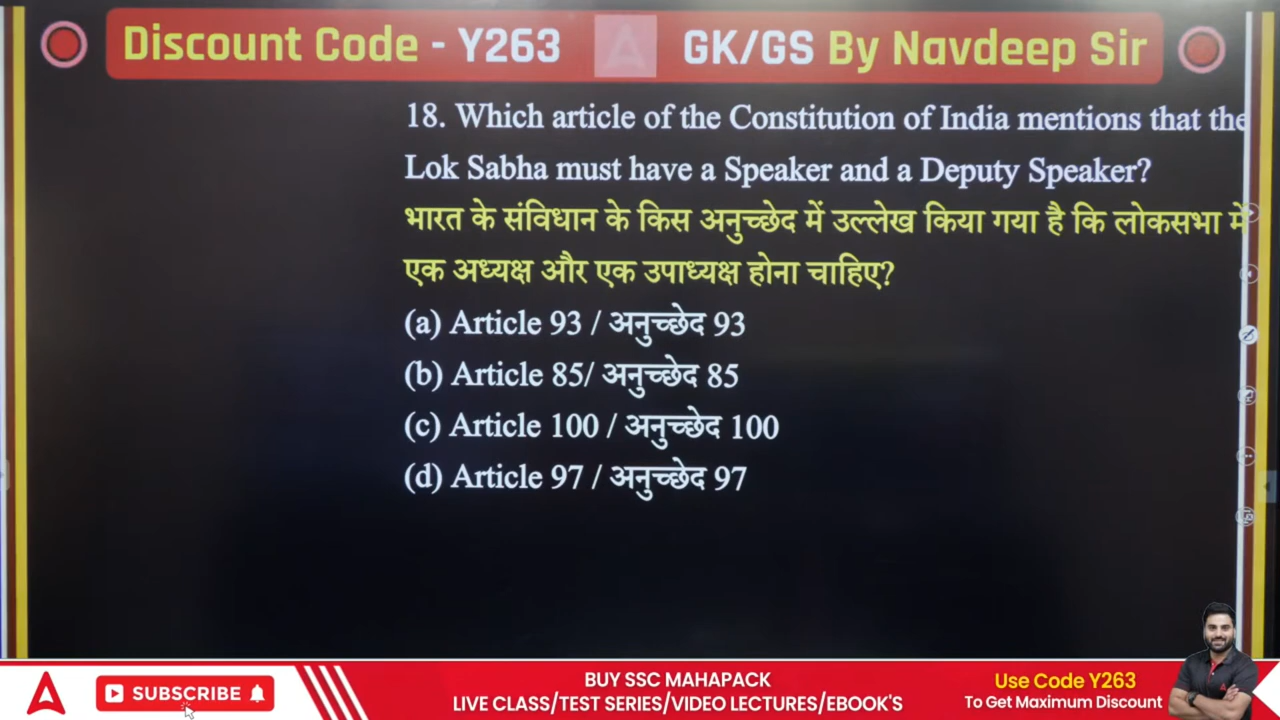 Discount Code - Y263 GK/GS By Navdeep Sir
18. Which article of the Constitution of India mentions that the
Lok Sabha must have a Speaker and a Deputy Speaker?
भारत के संविधान के किस अनुच्छेद में उल्लेख किया गया है कि लोकसभा में
एक अध्यक्ष और एक उपाध्यक्ष होना चाहिए?
(a) Article 93 / अनुच्छेद 93
(b) Article 85/ अनुच्छेद 85
(c) Article 100 / अनुच्छेद 100
(d) Article 97 / अनुच्छेद 97
SUBSCRIBE
BUY SSC MAHAPACK
LIVE CLASS/TEST SERIES/VIDEO LECTURES/EBOOK'S
Use Code Y263
To Get Maximum Discount